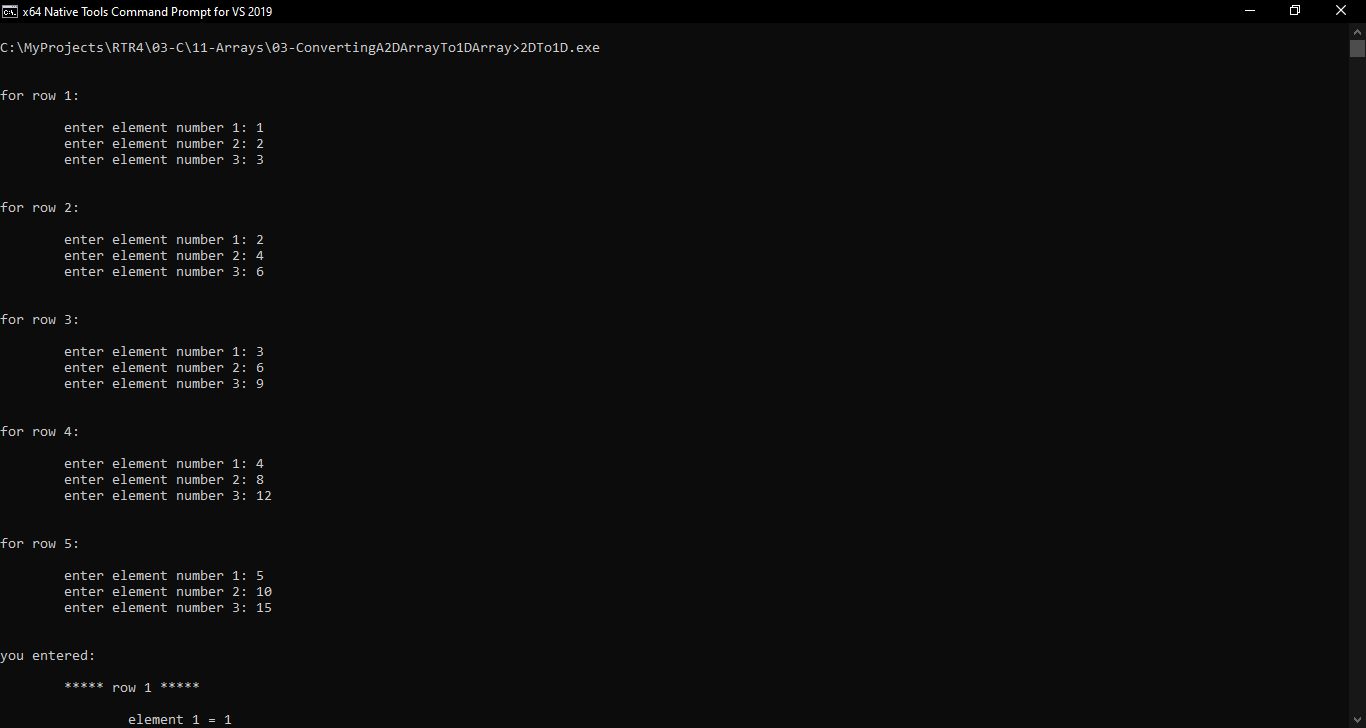 x64 Native Tools Command Prompt for VS 2019
C:\MyProjects\RTR4\03-C\11-Arrays\03-ConvertingA2DArrayTo1DArray>2DTo1D.exe
for row 1:
enter element number 1: 1
enter element number 2: 2
enter element number 3: 3
for row 2:
enter element number 1: 2
enter element number 2: 4
enter element number 3: 6
for row 3:
enter element number 1: 3
enter element number 2: 6
enter element number 3: 9
for row 4:
enter element number 1: 4
enter element number 2: 8
enter element number 3: 12
for row 5:
enter element number 1: 5
enter element number 2: 10
enter element number 3: 15
you entered:
***** row 1 *****
element 1 = 1